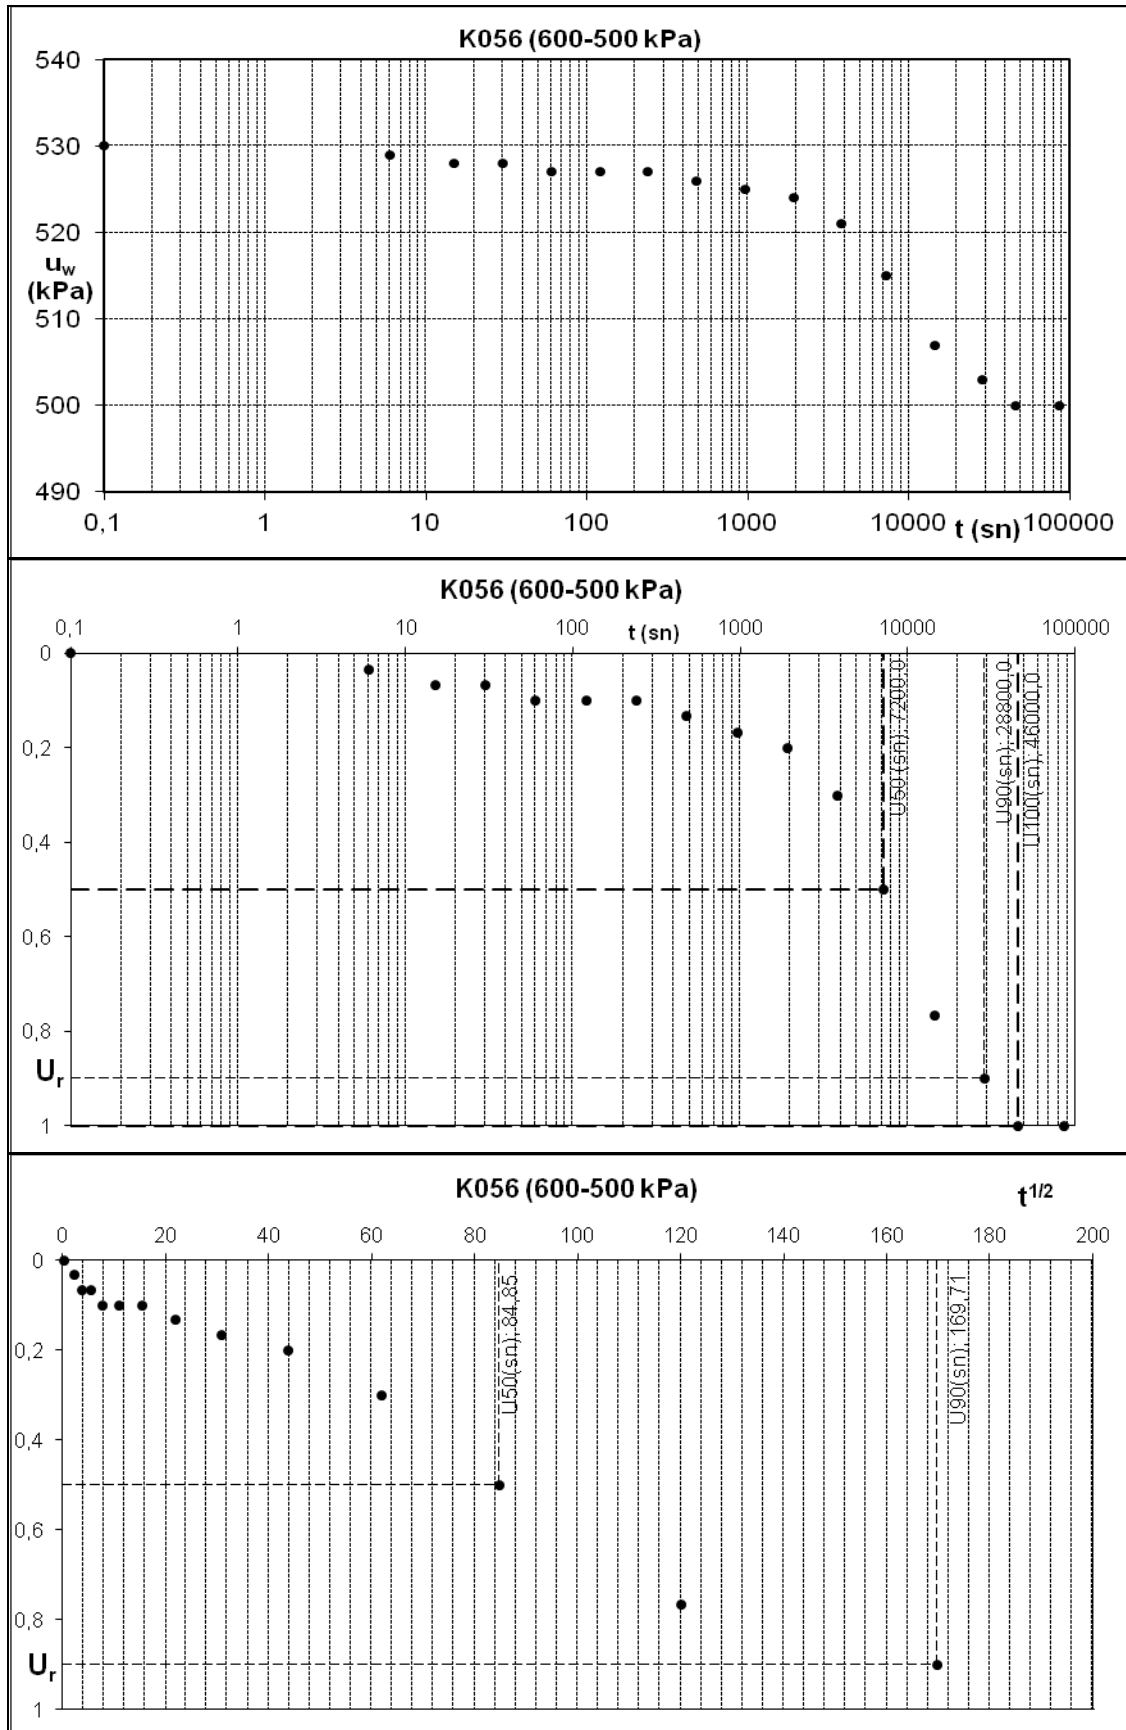 K056 (600-500 kPa)
540
530
520
u_w
(kPa)
510
500
490
0,1 1 10 100 1000 10000 t (sn) 100000
K056 (600-500 kPa)
0,1 1 10 100 t (sn) 1000 10000 100000
0
0,2
0,4
0,6
0,8
U_r
1
U50 (sn); 7200,0
U90(sn); 28800,0
U100(sn); 46000,0
K056 (600-500 kPa) t^1/2
0 20 40 60 80 100 120 140 160 180 200
0
0,2
0,4
0,6
0,8
U_r
1
U50(sn); 84,85
U90(sn); 169,71